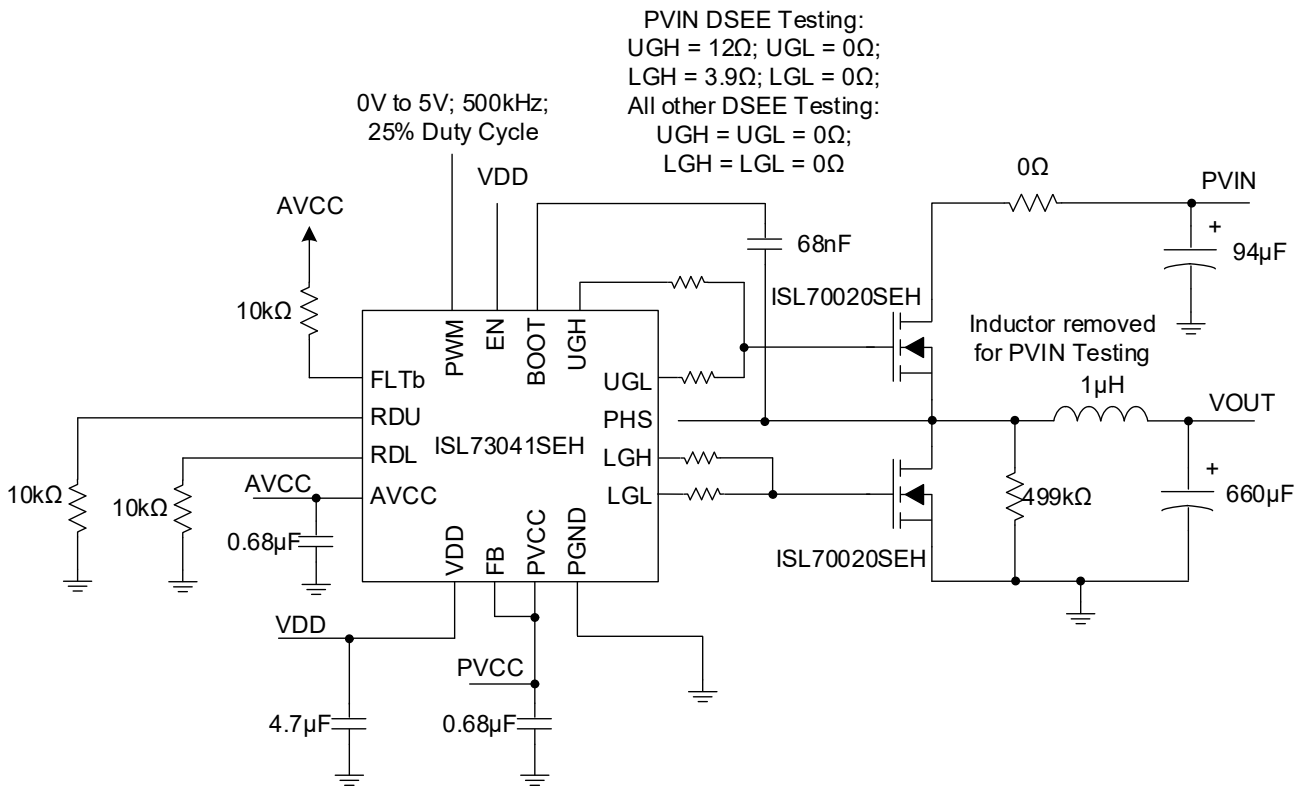 PVIN DSEE Testing:
UGH = 12Ω; UGL = 0Ω;
LGH = 3.9Ω; LGL = 0Ω;
All other DSEE Testing:
UGH = UGL = 0Ω;
LGH = LGL = 0Ω
0V to 5V; 500kHz;
25% Duty Cycle
VDD
0Ω
PVIN
AVCC
+
68nF
94µF
10kΩ
ISL70020SEH
PWM
EN
BOOT
UGH
Inductor removed
for PVIN Testing
1µH
FLTb
UGL
VOUT
RDU
PHS
ISL73041SEH
RDL
LGH
+
AVCC
AVCC
LGL
10kΩ
10kΩ
499kΩ
660µF
0.68µF
VDD
FB
PVCC
PGND
ISL70020SEH
VDD
PVCC
4.7µF
0.68µF